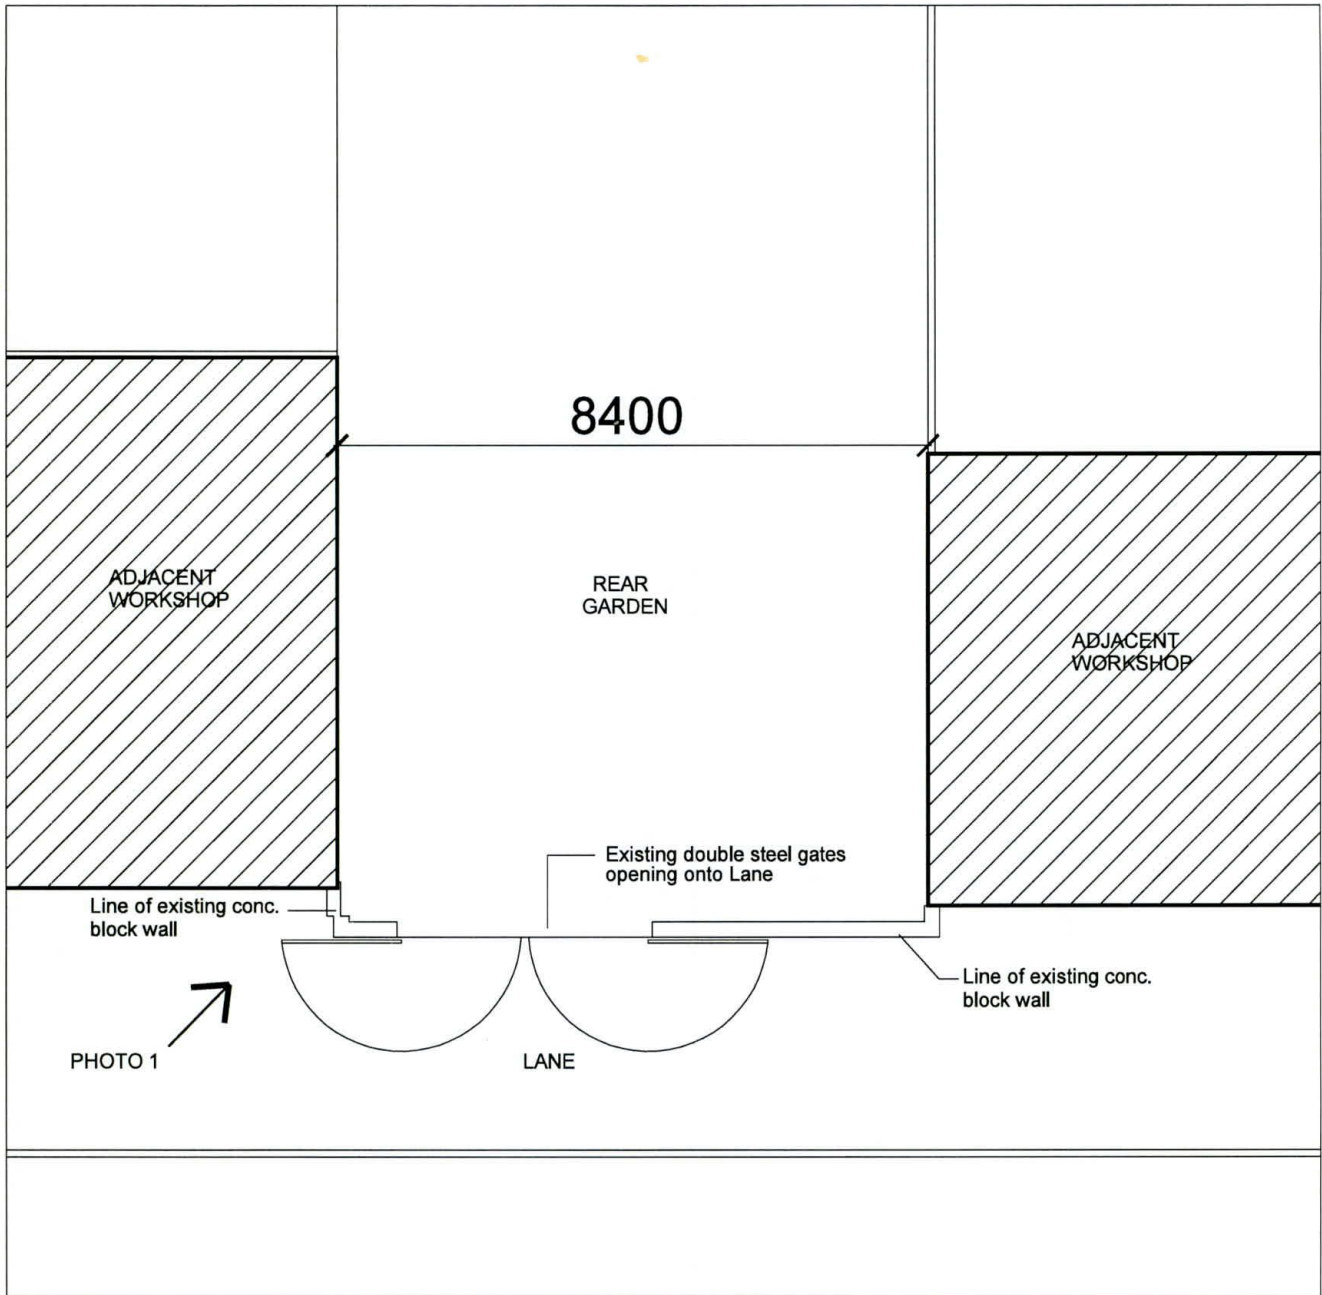 8400
ADJACENT
WORKSHOP
REAR
GARDEN
ADJACENT
WORKSHOP
Existing double steel gates
opening onto Lane
Line of existing conc.
block wall
Line of existing conc.
block wall
PHOTO 1
LANE